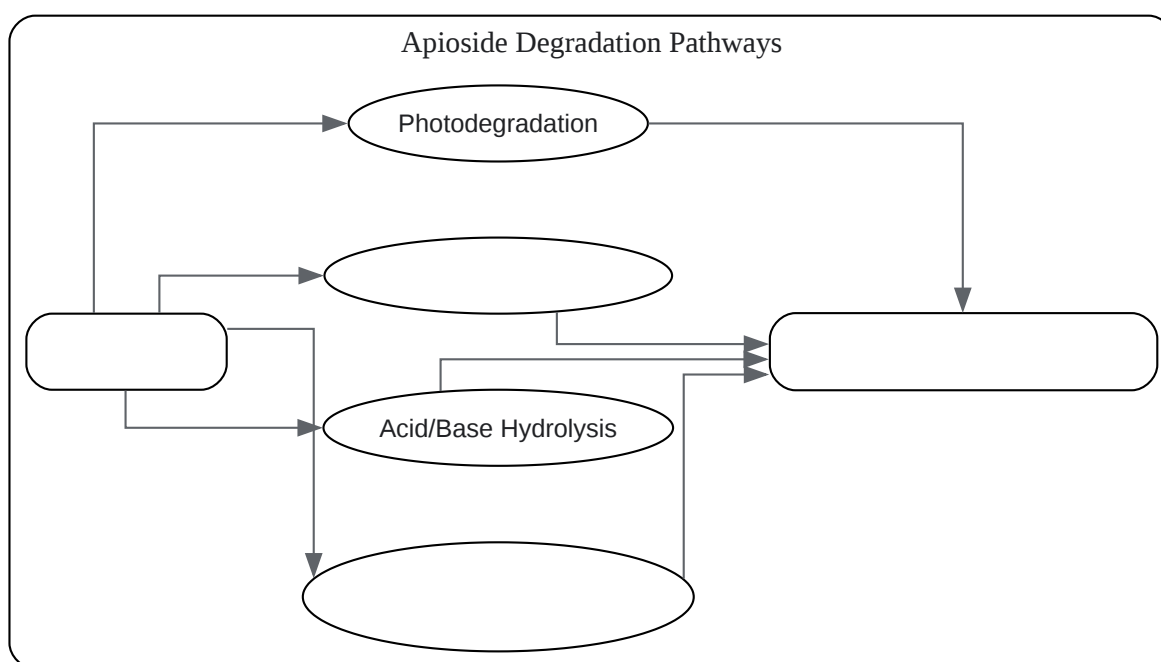 Apioside Degradation Pathways
Photodegradation
Acid/Base Hydrolysis